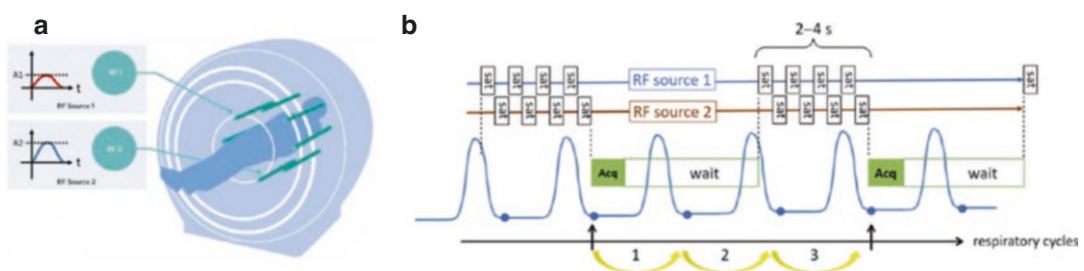 a
A1
t
RF 1
RF Source 1
A2
t
RF 2
RF Source 2
b
2–4 s
sat sat sat sat RF source 1 sat sat sat sat sat
sat sat sat sat RF source 2 sat sat sat sat
Acq wait Acq wait
respiratory cycles
1 2 3